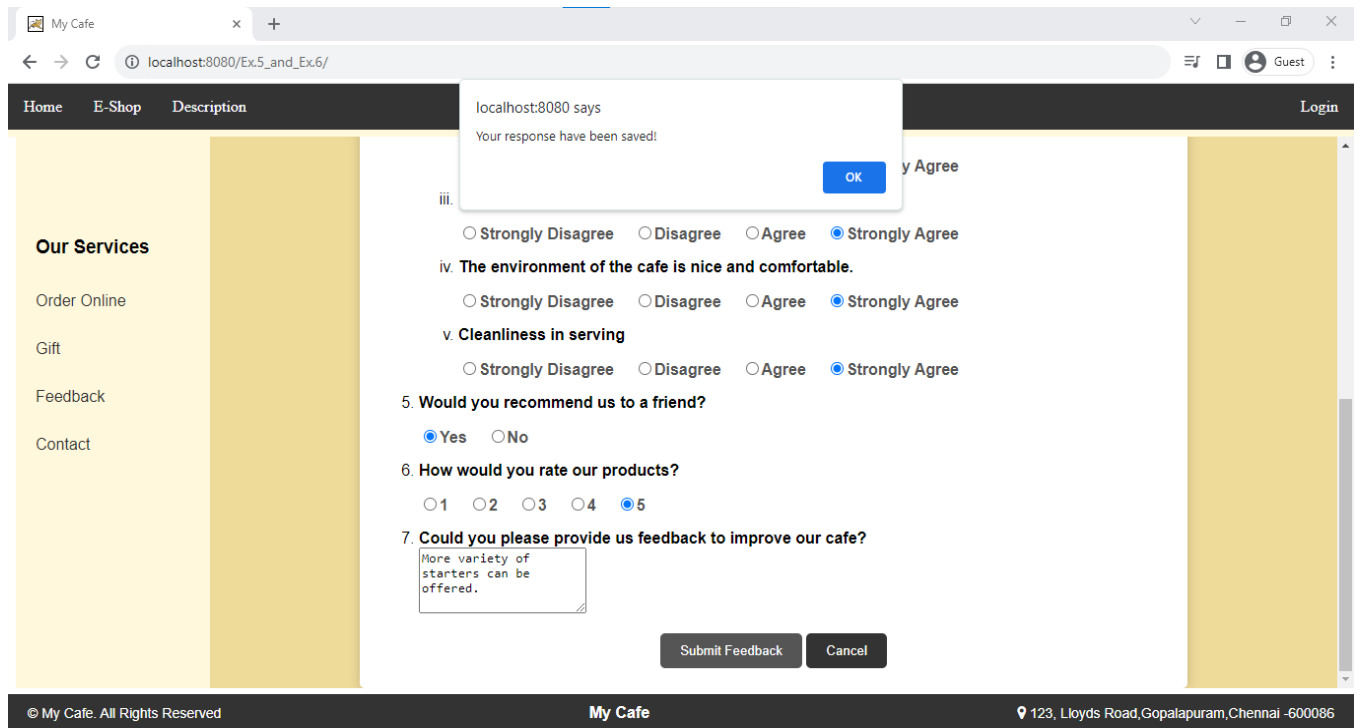 My Cafe
localhost:8080/Ex.5_and_Ex.6/
Guest
Home E-Shop Description
Login
localhost:8080 says
Your response have been saved!
OK
y Agree
Our Services
Order Online
Gift
Feedback
Contact
iii.
Strongly Disagree Disagree Agree Strongly Agree
iv. The environment of the cafe is nice and comfortable.
Strongly Disagree Disagree Agree Strongly Agree
v. Cleanliness in serving
Strongly Disagree Disagree Agree Strongly Agree
5. Would you recommend us to a friend?
Yes No
6. How would you rate our products?
1 2 3 4 5
7. Could you please provide us feedback to improve our cafe?
More variety of
starters can be
offered.
Submit Feedback Cancel
© My Cafe. All Rights Reserved
My Cafe
123, Lloyds Road,Gopalapuram,Chennai -600086